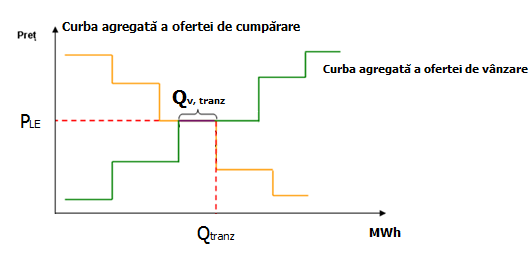 Curba agregată a ofertei de cumpărare
Preț
Curba agregată a ofertei de vânzare
Qv, tranz
PLE
Qtranz
MWh